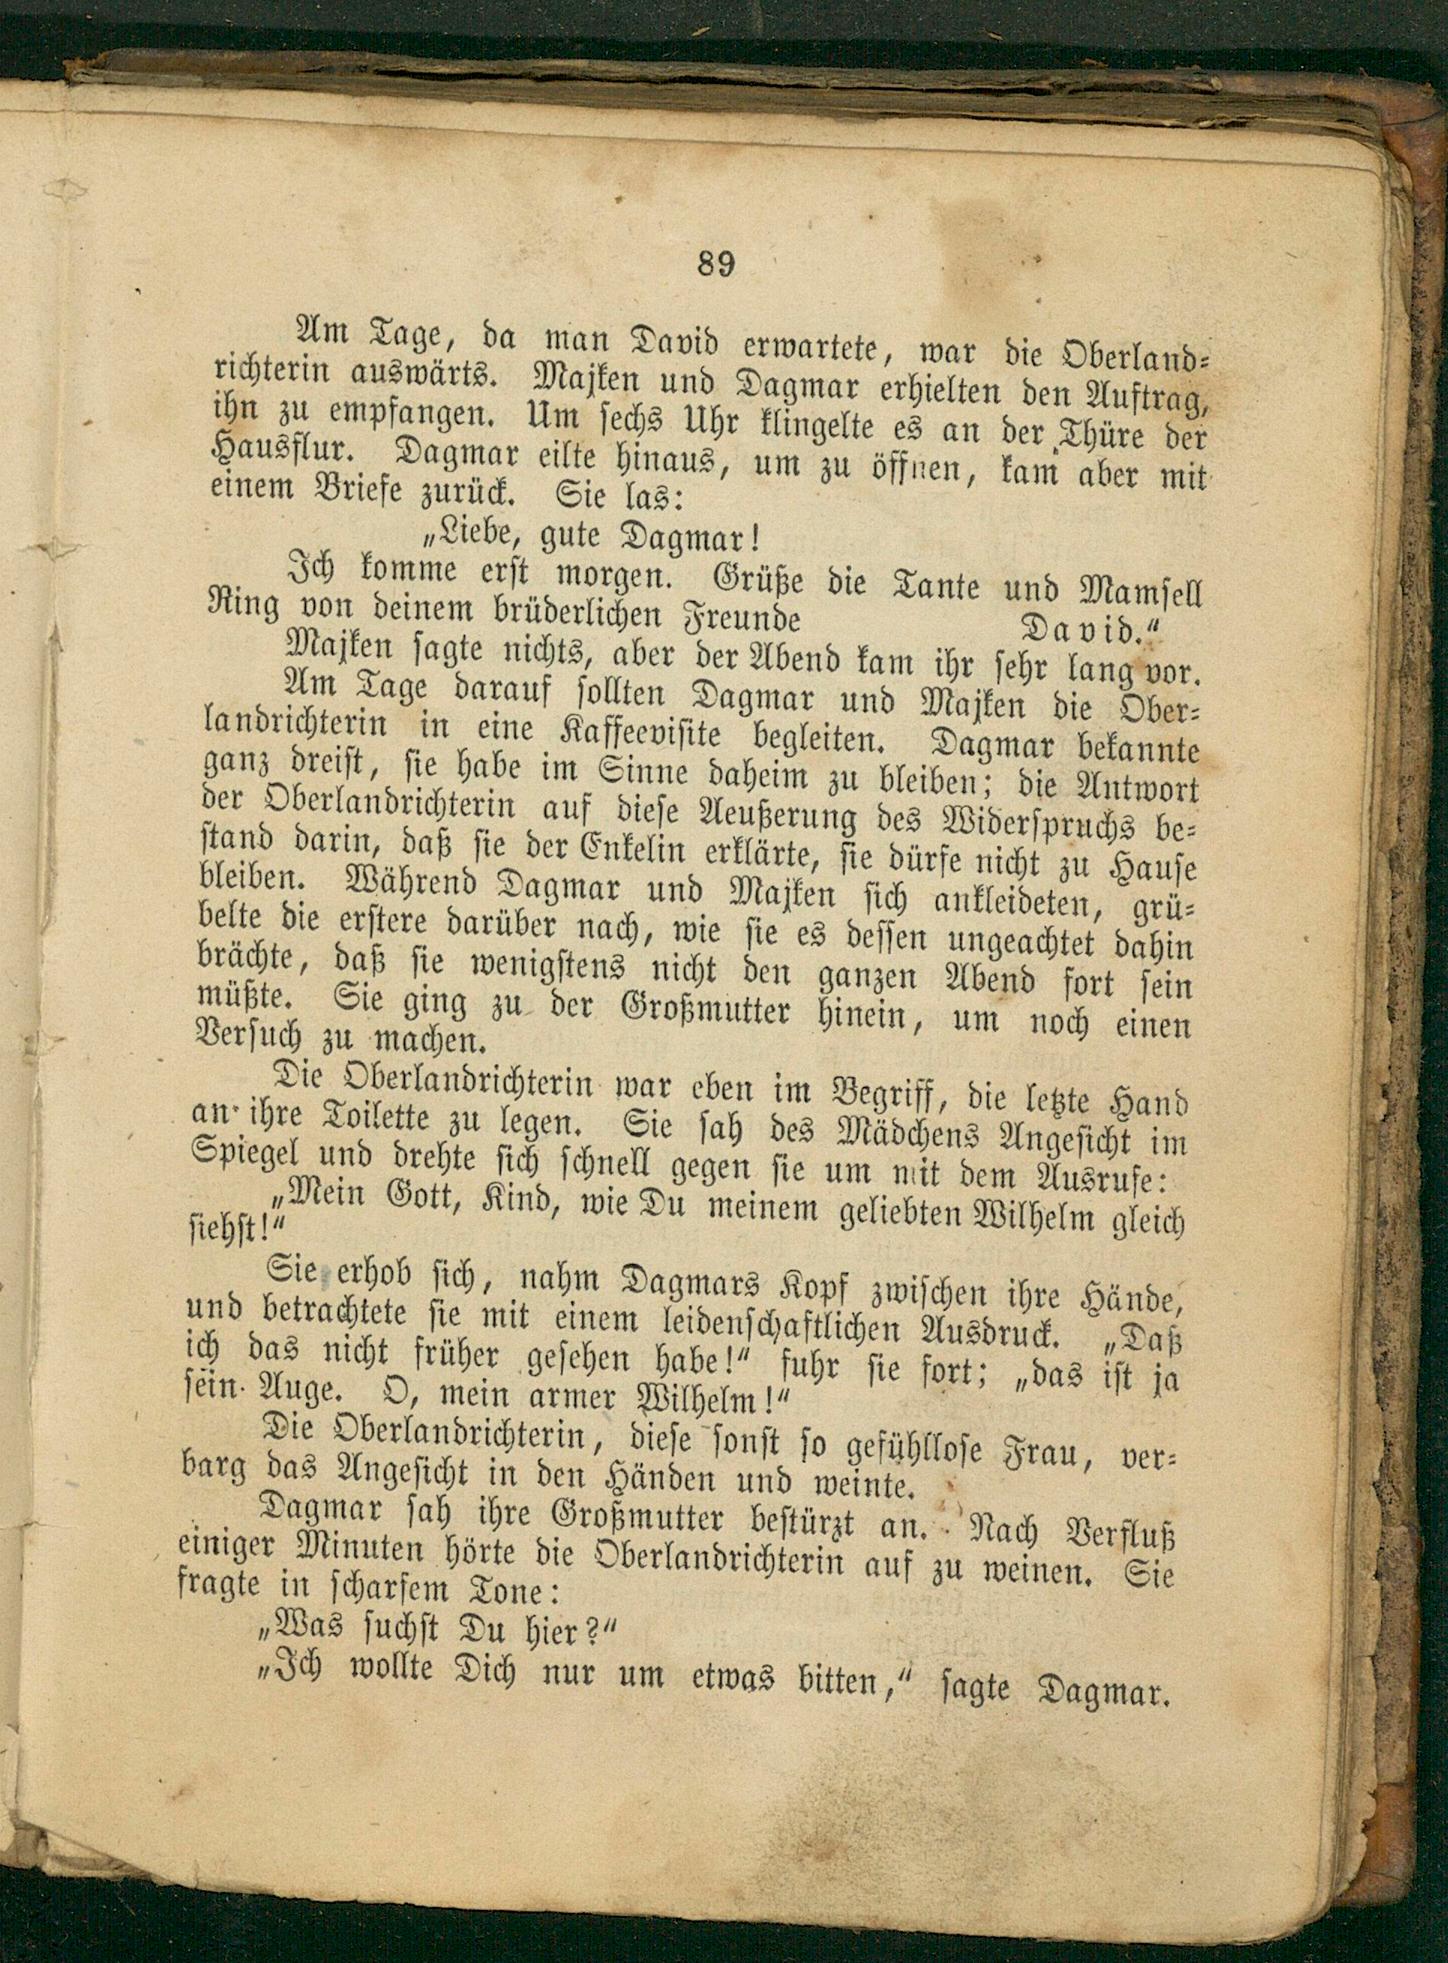 89
Am Tage, da man David erwartete, war die Oberland-
richterin auswärts. Majken und Dagmar erhielten den Auftrag,
ihn zu empfangen. Um sechs Uhr klingelte es an der Thüre der
Hausflur. Dagmar eilte hinaus, um zu öffnen, kam aber mit
einem Briefe zurück. Sie las:
„Liebe, gute Dagmar!
Ich komme erst morgen. Grüße die Tante und Mamsell
Ring von deinem brüderlichen Freunde David.“
Majken sagte nichts, aber der Abend kam ihr sehr lang vor.
Am Tage darauf sollten Dagmar und Majken die Ober-
landrichterin in eine Kaffeevisite begleiten. Dagmar bekannte
ganz dreist, sie habe im Sinne daheim zu bleiben; die Antwort
der Oberlandrichterin auf diese Aeußerung des Widerspruchs be-
stand darin, daß sie der Enkelin erklärte, sie dürfe nicht zu Hause
bleiben. Während Dagmar und Majken sich ankleideten, grü-
belte die erstere darüber nach, wie sie es dessen ungeachtet dahin
brächte, daß sie wenigstens nicht den ganzen Abend fort sein
müßte. Sie ging zu der Großmutter hinein, um noch einen
Versuch zu machen.
Die Oberlandrichterin war eben im Begriff, die letzte Hand
an ihre Toilette zu legen. Sie sah des Mädchens Angesicht im
Spiegel und drehte sich schnell gegen sie um mit dem Ausrufe:
„Mein Gott, Kind, wie Du meinem geliebten Wilhelm gleich
siehst!“
Sie erhob sich, nahm Dagmars Kopf zwischen ihre Hände,
und betrachtete sie mit einem leidenschaftlichen Ausdruck. „Daß
ich das nicht früher gesehen habe!“ fuhr sie fort; „das ist ja
sein Auge. O, mein armer Wilhelm!“
Die Oberlandrichterin, diese sonst so gefühllose Frau, ver-
barg das Angesicht in den Händen und weinte.
Dagmar sah ihre Großmutter bestürzt an. Nach Verfluß
einiger Minuten hörte die Oberlandrichterin auf zu weinen. Sie
fragte in scharfem Tone:
„Was suchst Du hier?“
„Ich wollte Dich nur um etwas bitten,“ sagte Dagmar.